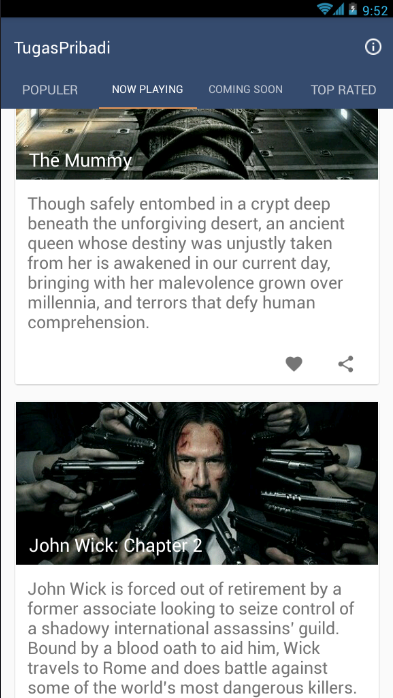 9:52
TugasPribadi
POPULER NOW PLAYING COMING SOON TOP RATED
The Mummy
Though safely entombed in a crypt deep
beneath the unforgiving desert, an ancient
queen whose destiny was unjustly taken
from her is awakened in our current day,
bringing with her malevolence grown over
millennia, and terrors that defy human
comprehension.
John Wick: Chapter 2
John Wick is forced out of retirement by a
former associate looking to seize control of
a shadowy international assassins' guild.
Bound by a blood oath to aid him, Wick
travels to Rome and does battle against
some of the world's most dangerous killers.